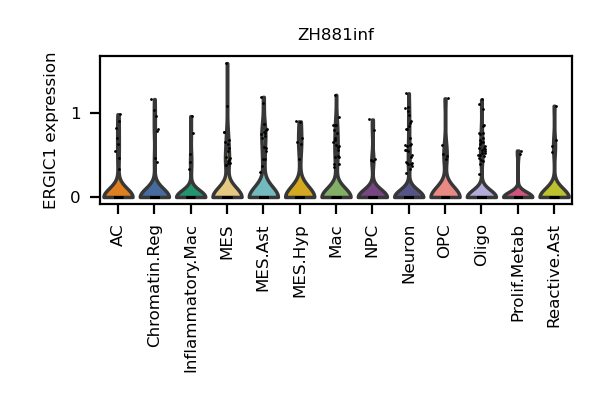 ZH881inf
ERGIC1 expression
1
0
AC
Chromatin.Reg
Inflammatory.Mac
MES
MES.Ast
MES.Hyp
Mac
NPC
Neuron
OPC
Oligo
Prolif.Metab
Reactive.Ast